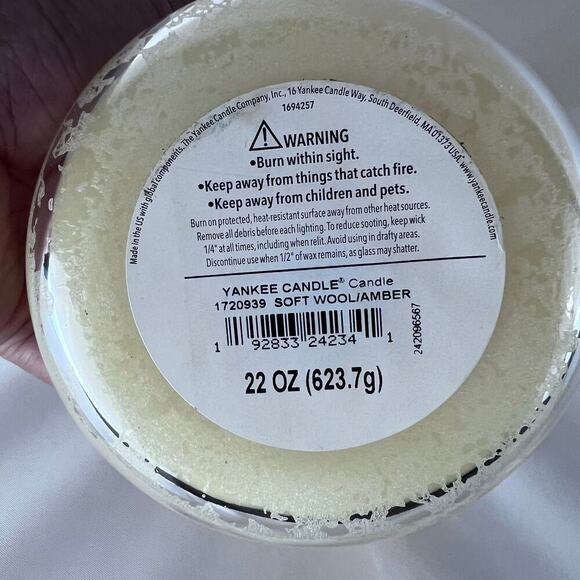 Made in the US with global components. The Yankee Candle Company, Inc., 16 Yankee Candle Way, South Deerfield, MA 01373 USA. www.yankeecandle.com
1694257
WARNING
•Burn within sight.
•Keep away from things that catch fire.
•Keep away from children and pets.
Burn on protected, heat-resistant surface away from other heat sources.
Remove all debris before each lighting. To reduce sooting, keep wick
1/4" at all times, including when relit. Avoid using in drafty areas.
Discontinue use when 1/2" of wax remains, as glass may shatter.
YANKEE CANDLE® Candle
1720939 SOFT WOOL/AMBER
1 92833 24234 1
242096567
22 OZ (623.7g)